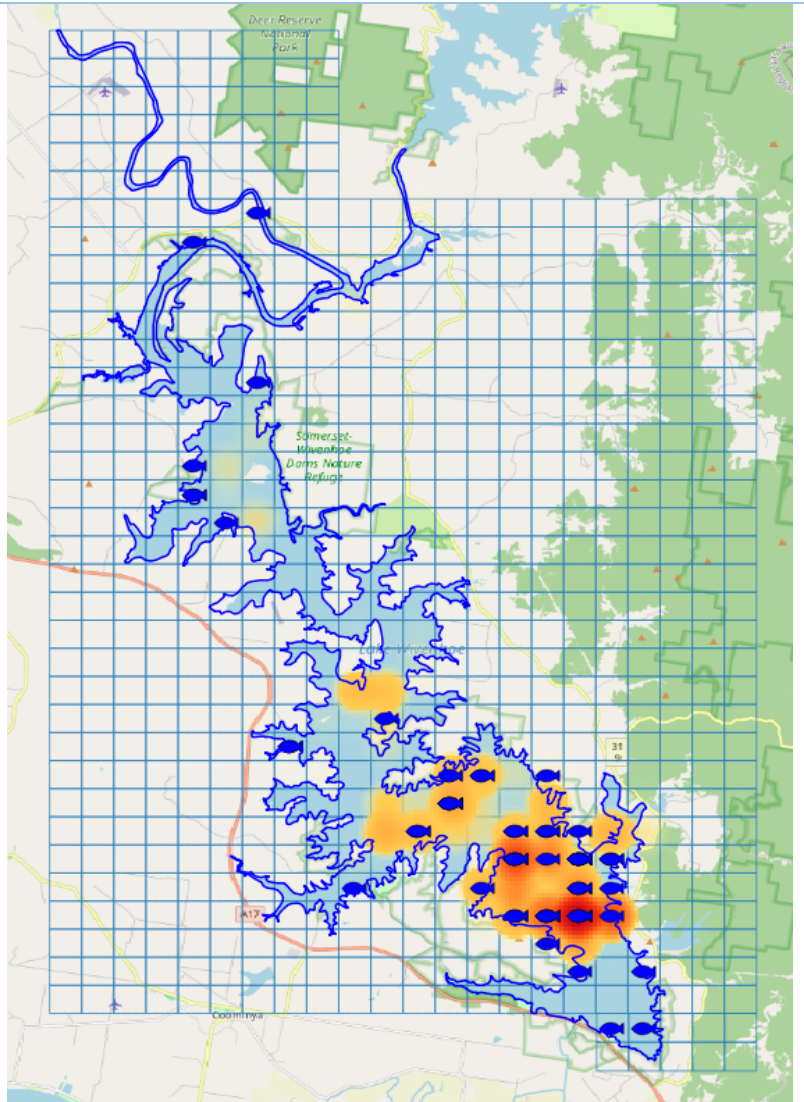 Deer Reserve
National
Park
Somerset-
Wivenhoe
Dams Nature
Refuge
Lake Wivenhoe
31
A17
Coominya